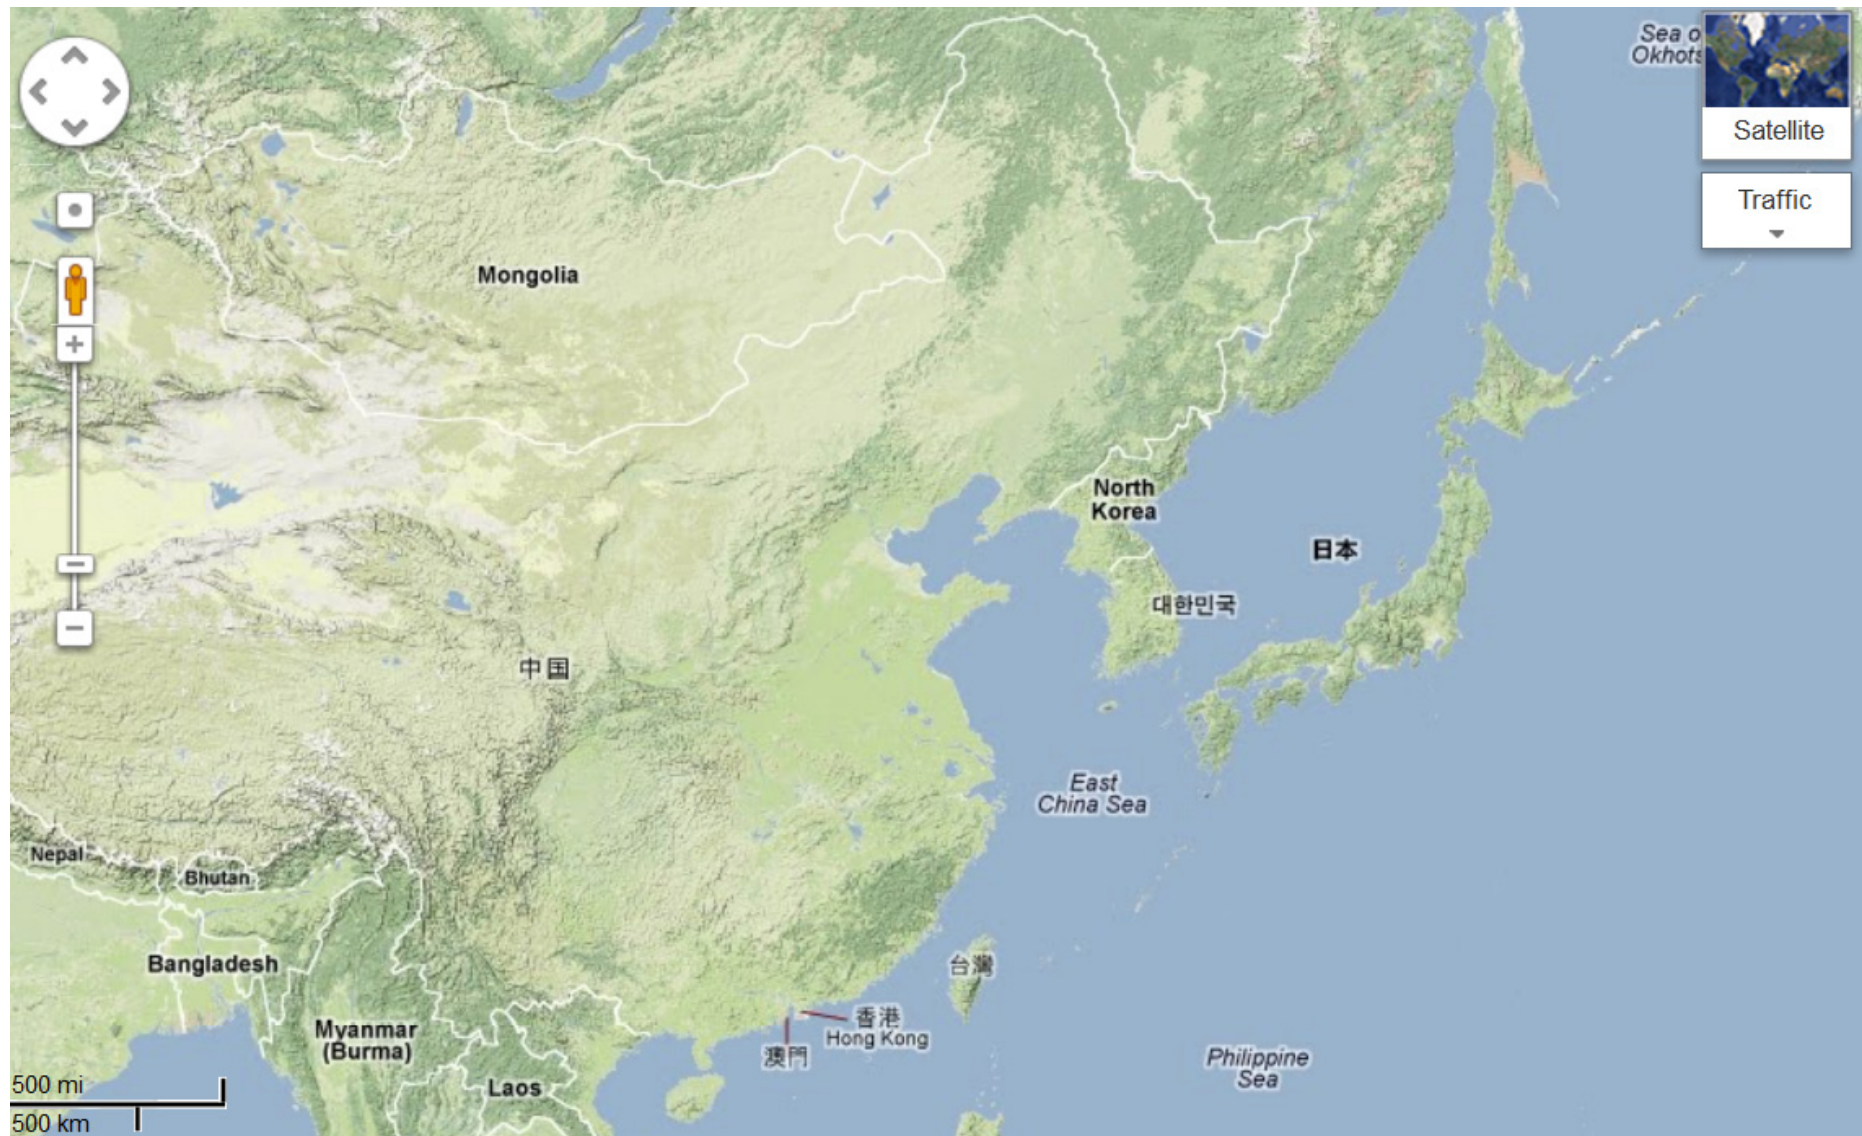 Sea o
Okhots
Satellite
Traffic
Mongolia
North
Korea
日本
대한민국
中国
East
China Sea
Nepal
Bhutan
Bangladesh
台灣
香港
Hong Kong
澳門
Myanmar
(Burma)
Laos
Philippine
Sea
500 mi
500 km